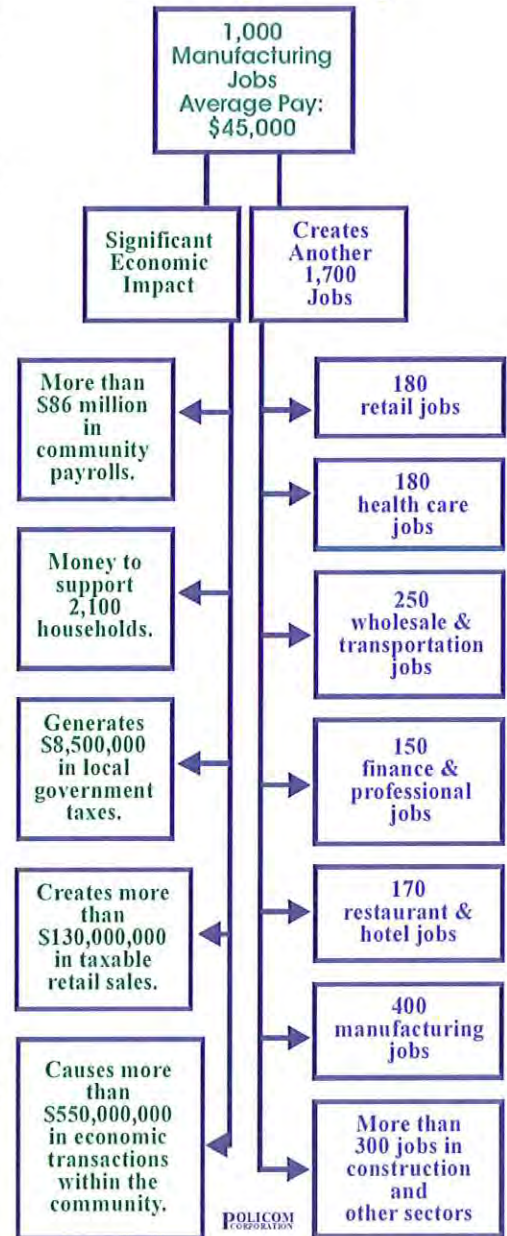 1,000
Manufacturing
Jobs
Average Pay:
$45,000
Significant
Economic
Impact
Creates
Another
1,700
Jobs
More than
$86 million
in
community
payrolls.
Money to
support
2,100
households.
Generates
$8,500,000
in local
government
taxes.
Creates more
than
$130,000,000
in taxable
retail sales.
Causes more
than
$550,000,000
in economic
transactions
within the
community.
180
retail jobs
180
health care
jobs
250
wholesale &
transportation
jobs
150
finance &
professional
jobs
170
restaurant &
hotel jobs
400
manufacturing
jobs
More than
300 jobs in
construction
and
other sectors
POLICOM
CORPORATION